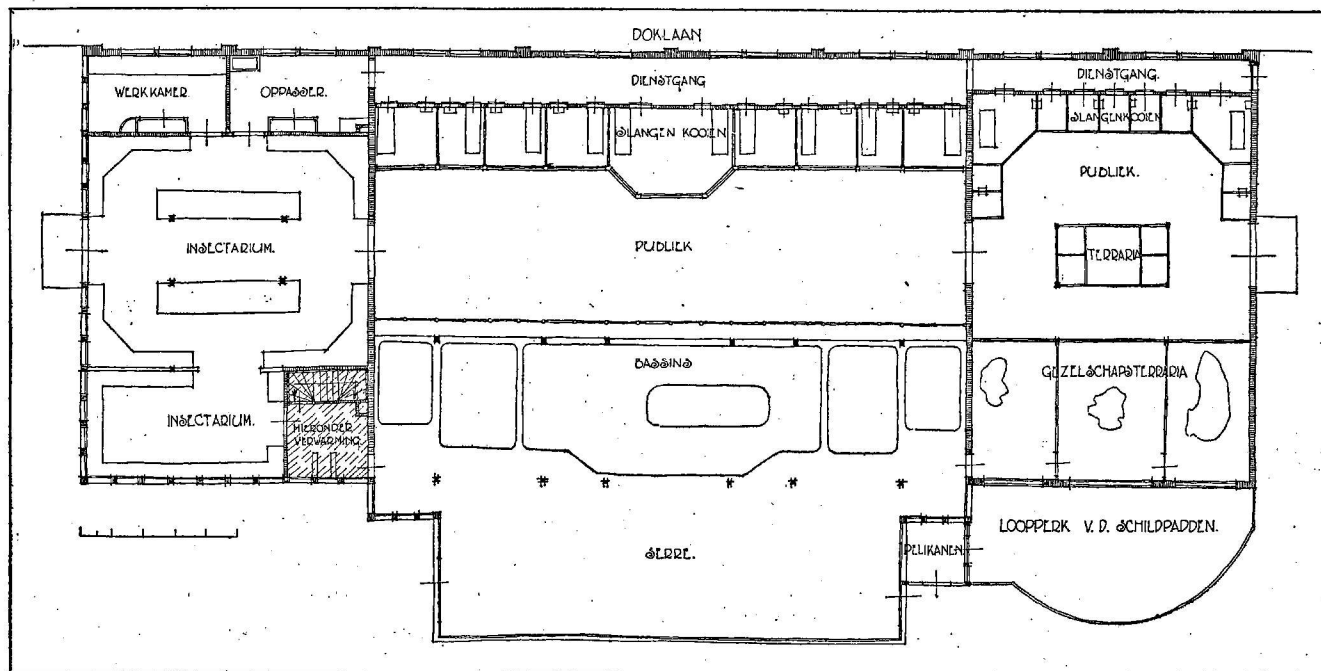 DOKLAAN
WERKKAMER.
OPPASSER.
DIENSTGANG
DIENSTGANG.
SLANGEN KOOIEN
SLANGENKOOIEN
PUBLIEK.
INSECTARIUM.
PUBLIEK
TERRARIA
BASSINS
GEZELSCHAPSTERRARIA
INSECTARIUM.
HIERONDER
VERWARMING.
SERRE.
PELIKANEN.
LOOPPERK V. D. SCHILDPADDEN.